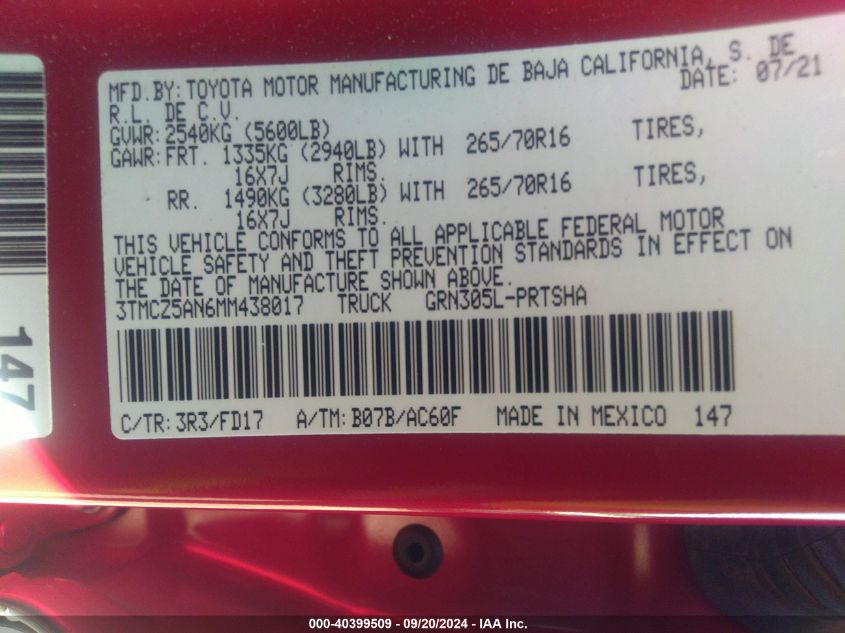 MFD.BY: TOYOTA MOTOR MANUFACTURING DE BAJA CALIFORNIA, S. DE
R.L. DE C.V. DATE: 07/21
GVWR: 2540KG (5600LB)
GAWR: FRT. 1335KG (2940LB) WITH 265/70R16 TIRES,
16X7J RIMS.
RR. 1490KG (3280LB) WITH 265/70R16 TIRES,
16X7J RIMS.
THIS VEHICLE CONFORMS TO ALL APPLICABLE FEDERAL MOTOR
VEHICLE SAFETY AND THEFT PREVENTION STANDARDS IN EFFECT ON
THE DATE OF MANUFACTURE SHOWN ABOVE.
3TMCZ5AN6MM438017 TRUCK GRN305L-PRTSHA
C/TR: 3R3/FD17 A/TM: B07B/AC60F MADE IN MEXICO 147
147
000-40399509 - 09/20/2024 - IAA Inc.